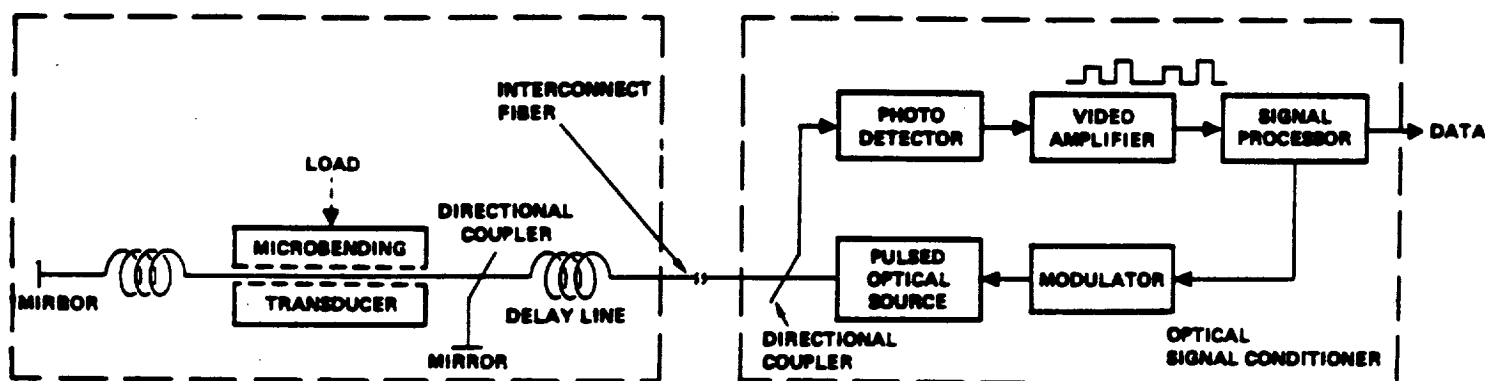 INTERCONNECT
FIBER
LOAD
DIRECTIONAL
COUPLER
MICROBENDING
TRANSDUCER
MIRROR
MIRROR
DELAY LINE
PHOTO
DETECTOR
VIDEO
AMPLIFIER
SIGNAL
PROCESSOR
DATA
PULSED
OPTICAL
SOURCE
MODULATOR
DIRECTIONAL
COUPLER
OPTICAL
SIGNAL CONDITIONER